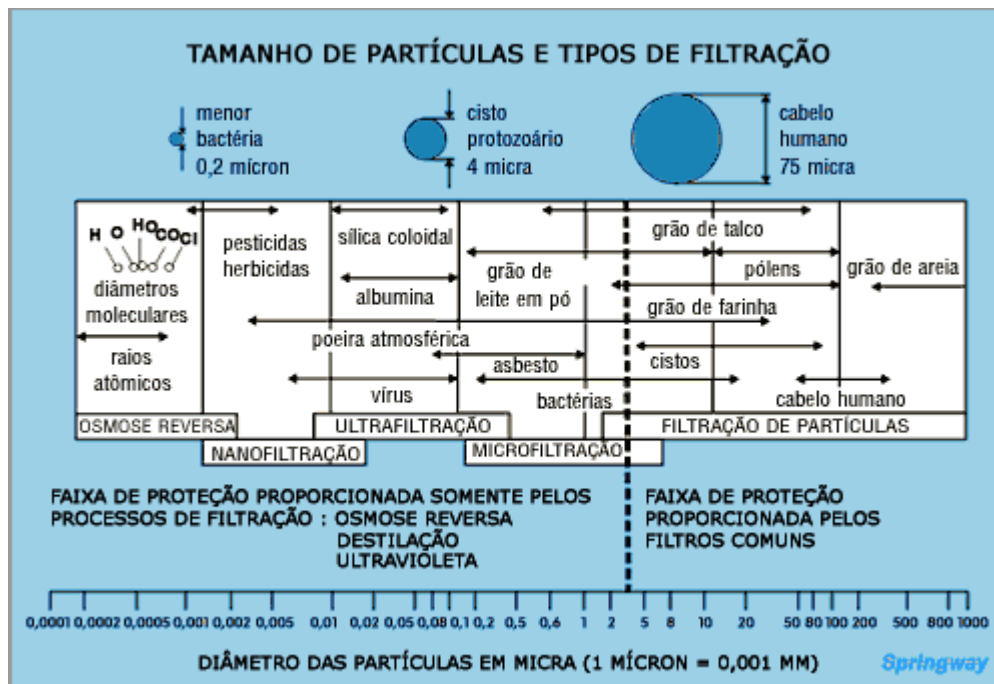 TAMANHO DE PARTÍCULAS E TIPOS DE FILTRAÇÃO
menor
bactéria
0,2 mícron
cisto
protozoário
4 micra
cabelo
humano
75 micra
H O HO CO Cl
diâmetros
moleculares
raios
atômicos
pesticidas
herbicidas
sílica coloidal
albumina
grão de
leite em pó
grão de talco
pólens
grão de areia
grão de farinha
poeira atmosférica
asbesto
cistos
vírus
bactérias
cabelo humano
OSMOSE REVERSA
ULTRAFILTRAÇÃO
FILTRAÇÃO DE PARTÍCULAS
NANOFILTRAÇÃO
MICROFILTRAÇÃO
FAIXA DE PROTEÇÃO PROPORCIONADA SOMENTE PELOS
PROCESSOS DE FILTRAÇÃO : OSMOSE REVERSA
DESTILAÇÃO
ULTRAVIOLETA
FAIXA DE PROTEÇÃO
PROPORCIONADA PELOS
FILTROS COMUNS
0,0001 0,0002 0,0005 0,001 0,002 0,005 0,01 0,02 0,05 0,08 0,1 0,2 0,5 0,6 1 2 5 8 10 20 50 80 100 200 500 800 1000
DIÂMETRO DAS PARTÍCULAS EM MICRA (1 MÍCRON = 0,001 MM)
Springway